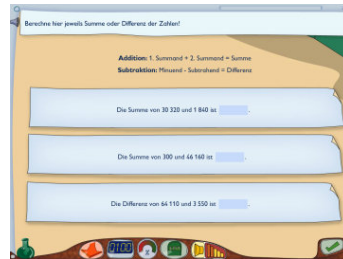 Berechne hier jeweils Summe oder Differenz der Zahlen!
Addition: 1. Summand + 2. Summand = Summe
Subtraktion: Minuend - Subtrahend = Differenz
Die Summe von 30 320 und 1 840 ist .
Die Summe von 300 und 46 160 ist .
Die Differenz von 64 110 und 3 550 ist .
0100